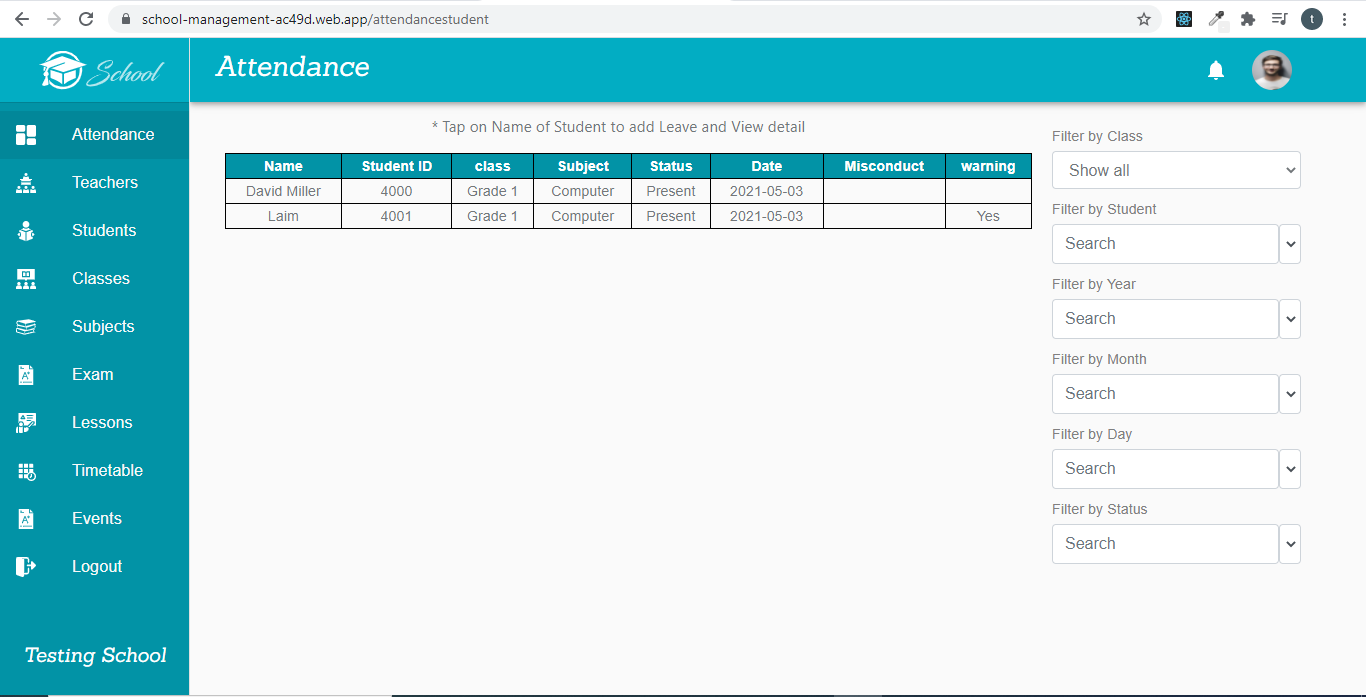 school-management-ac49d.web.app/attendancestudent
t
School
Attendance
Attendance
Teachers
Students
Classes
Subjects
Exam
Lessons
Timetable
Events
Logout
Testing School
* Tap on Name of Student to add Leave and View detail
Name Student ID class Subject Status Date Misconduct warning
David Miller 4000 Grade 1 Computer Present 2021-05-03
Laim 4001 Grade 1 Computer Present 2021-05-03 Yes
Filter by Class
Show all
Filter by Student
Search
Filter by Year
Search
Filter by Month
Search
Filter by Day
Search
Filter by Status
Search